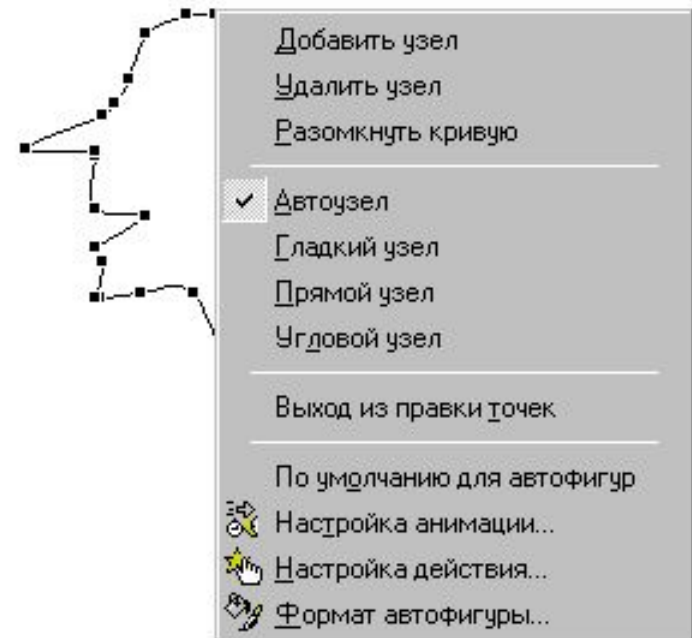 Добавить узел
Удалить узел
Разомкнуть кривую
Автоузел
Гладкий узел
Прямой узел
Угловой узел
Выход из правки точек
По умолчанию для автофигур
Настройка анимации...
Настройка действия...
Формат автофигуры...